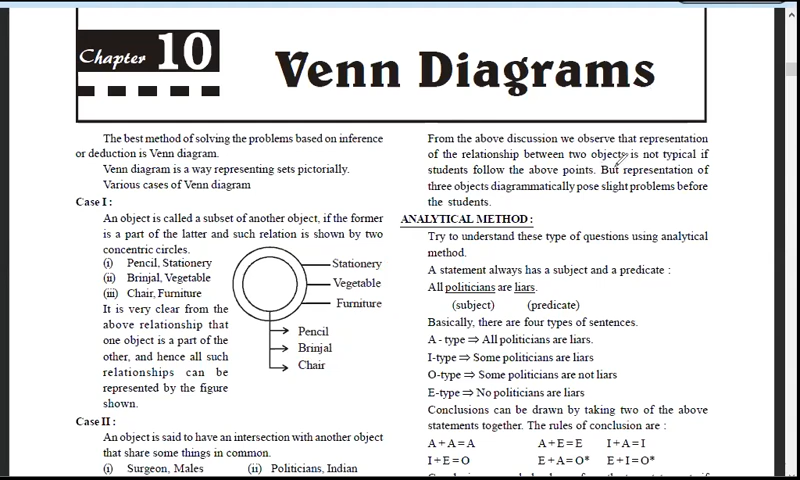 Chapter 10
Venn Diagrams
The best method of solving the problems based on inference
or deduction is Venn diagram.
Venn diagram is a way representing sets pictorially.
Various cases of Venn diagram
Case I :
An object is called a subset of another object, if the former
is a part of the latter and such relation is shown by two
concentric circles.
(i) Pencil, Stationery
(ii) Brinjal, Vegetable
(iii) Chair, Furniture
It is very clear from the
above relationship that
one object is a part of the
other, and hence all such
relationships can be
represented by the figure
shown.
Stationery
Vegetable
Furniture
Pencil
Brinjal
Chair
Case II :
An object is said to have an intersection with another object
that share some things in common.
(i) Surgeon, Males (ii) Politicians, Indian
From the above discussion we observe that representation
of the relationship between two objects is not typical if
students follow the above points. But representation of
three objects diagrammatically pose slight problems before
the students.
ANALYTICAL METHOD :
Try to understand these type of questions using analytical
method.
A statement always has a subject and a predicate :
All politicians are liars.
(subject) (predicate)
Basically, there are four types of sentences.
A - type ⇒ All politicians are liars.
I-type ⇒ Some politicians are liars
O-type ⇒ Some politicians are not liars
E-type ⇒ No politicians are liars
Conclusions can be drawn by taking two of the above
statements together. The rules of conclusion are :
A + A = A A + E = E I + A = I
I + E = O E + A = O* E + I = O*